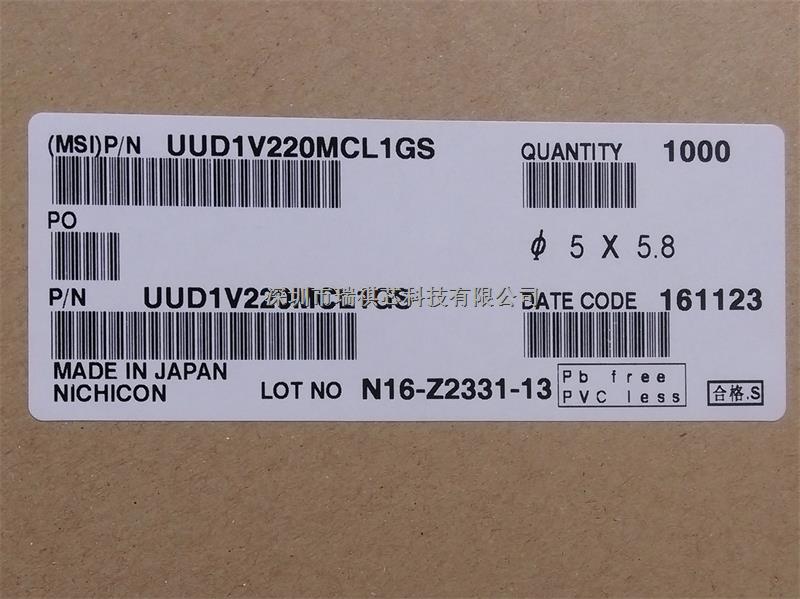 (MSI)P/N UUD1V220MCL1GS QUANTITY 1000
PO
ϕ 5 X 5.8
深圳市瑞祺芯科技有限公司
P/N UUD1V220MCL1GS DATE CODE 161123
MADE IN JAPAN
NICHICON LOT NO N16-Z2331-13
Pb free
PVC less
合格.S